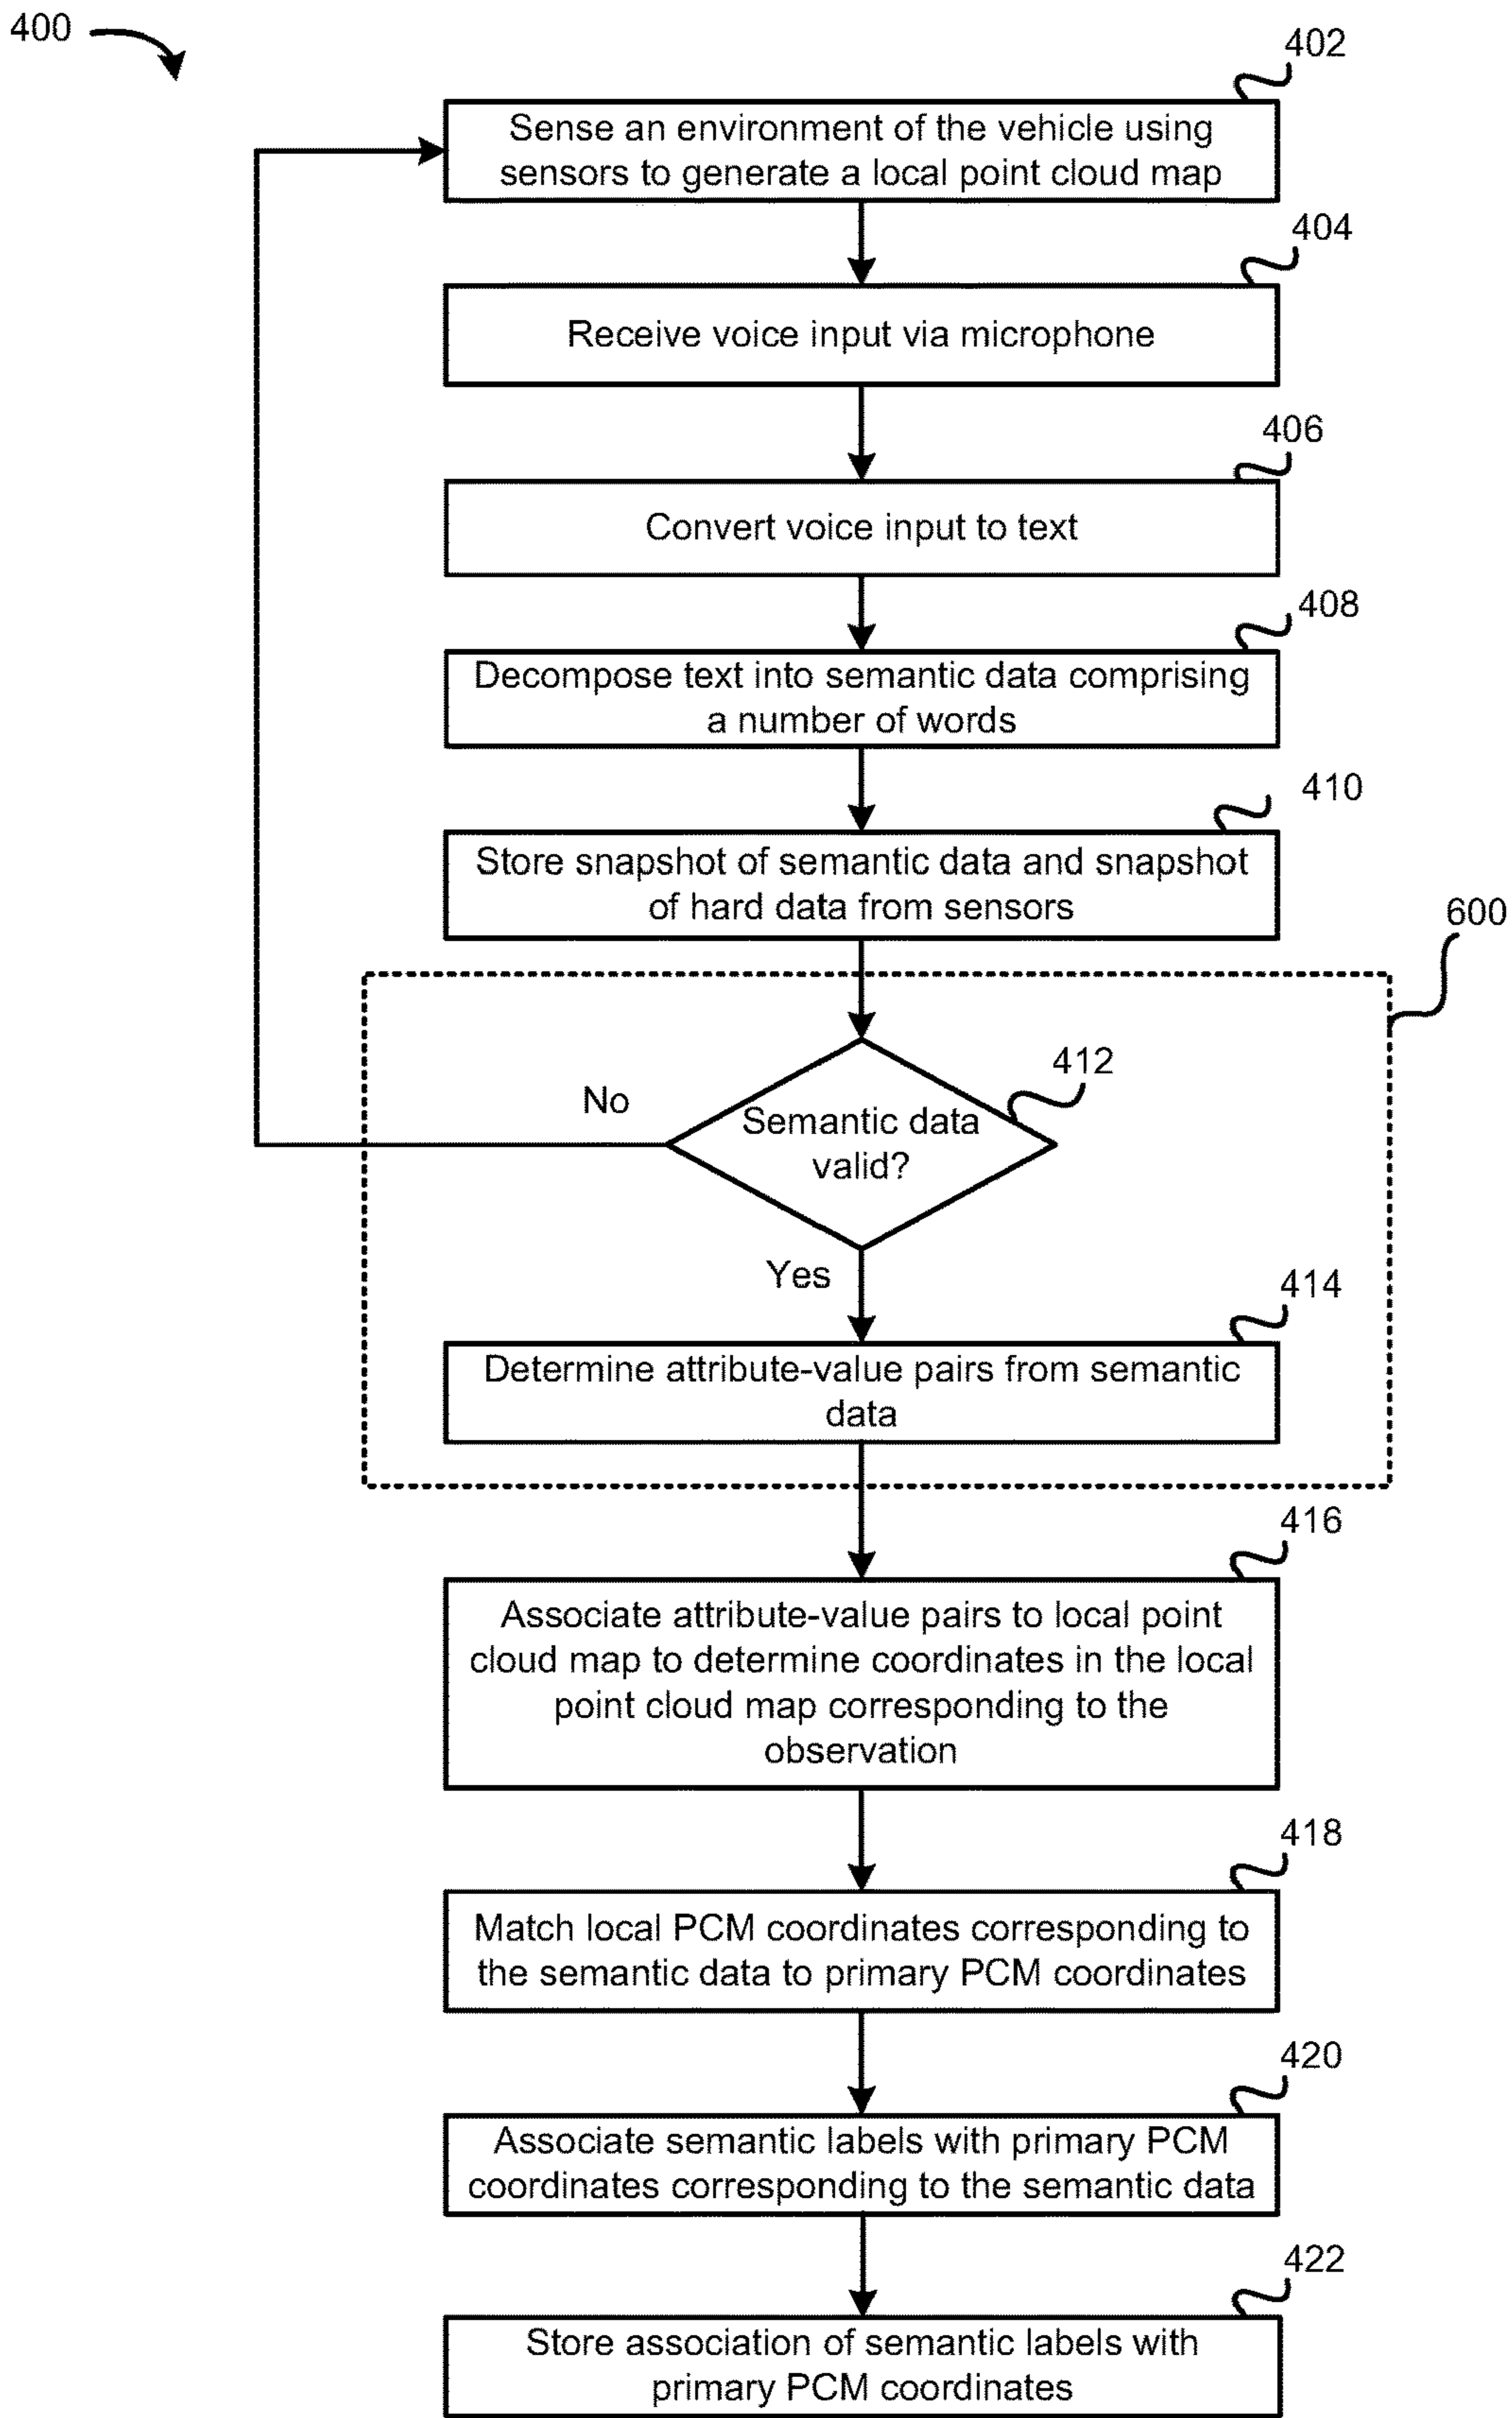 400
402
Sense an environment of the vehicle using
sensors to generate a local point cloud map
404
Receive voice input via microphone
406
Convert voice input to text
408
Decompose text into semantic data comprising
a number of words
410
Store snapshot of semantic data and snapshot
of hard data from sensors
600
412
No
Semantic data
valid?
Yes
414
Determine attribute-value pairs from semantic
data
416
Associate attribute-value pairs to local point
cloud map to determine coordinates in the local
point cloud map corresponding to the
observation
418
Match local PCM coordinates corresponding to
the semantic data to primary PCM coordinates
420
Associate semantic labels with primary PCM
coordinates corresponding to the semantic data
422
Store association of semantic labels with
primary PCM coordinates